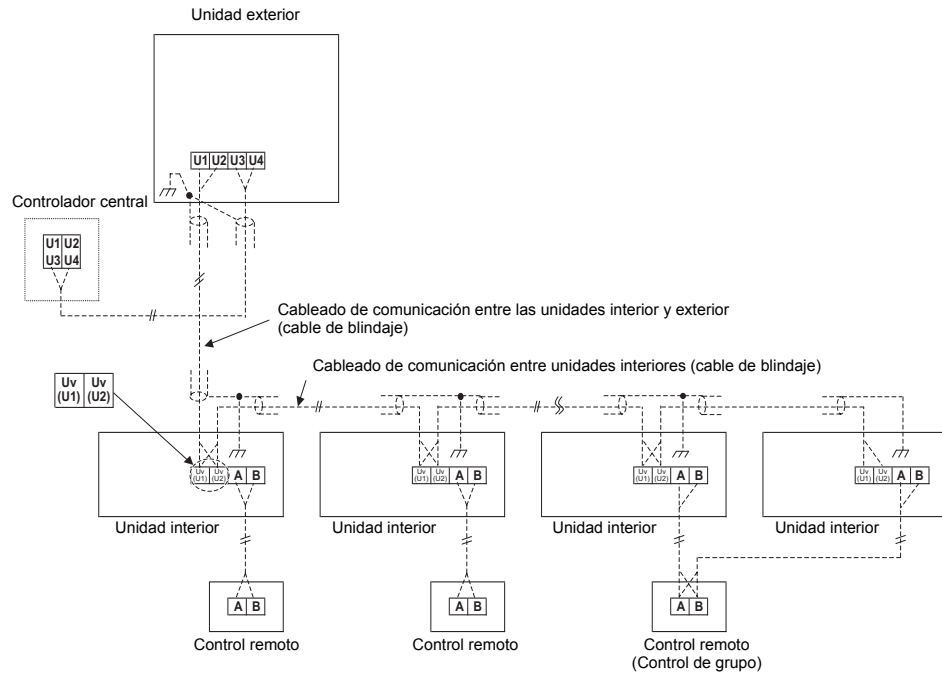 Unidad exterior
U1 U2 U3 U4
Controlador central
U1 U2
U3 U4
Cableado de comunicación entre las unidades interior y exterior
(cable de blindaje)
Cableado de comunicación entre unidades interiores (cable de blindaje)
Uv Uv
(U1) (U2)
Uv Uv A B
(U1) (U2)
Uv Uv A B
(U1) (U2)
Uv Uv A B
(U1) (U2)
Uv Uv A B
(U1) (U2)
Unidad interior
Unidad interior
Unidad interior
Unidad interior
A B
A B
A B
Control remoto
Control remoto
Control remoto
(Control de grupo)